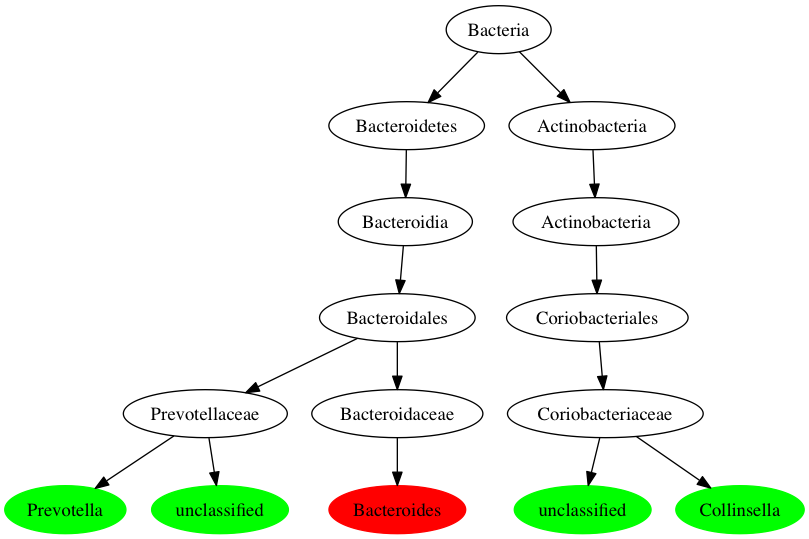 Bacteria
Bacteroidetes
Actinobacteria
Bacteroidia
Actinobacteria
Bacteroidales
Coriobacteriales
Prevotellaceae
Bacteroidaceae
Coriobacteriaceae
Prevotella
unclassified
Bacteroides
unclassified
Collinsella